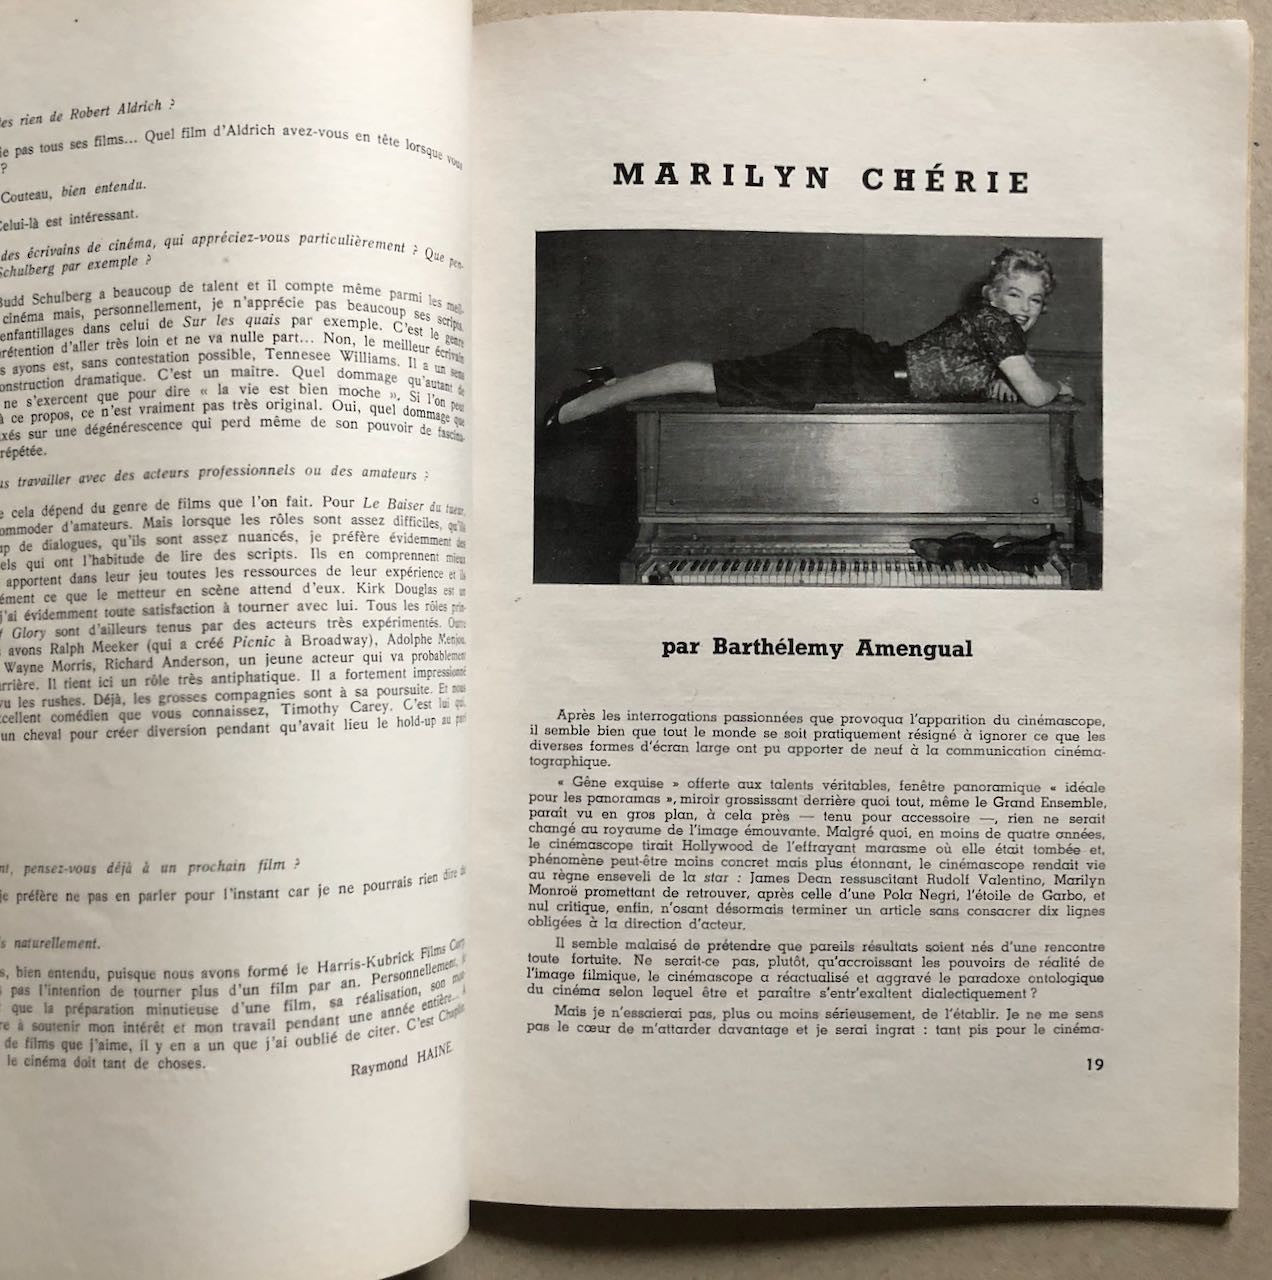 les rien de Robert Aldrich ?
ie pas tous ses films... Quel film d'Aldrich avez-vous en tête lorsque vous
?
Couteau, bien entendu.
Celui-là est intéressant.
des écrivains de cinéma, qui appréciez-vous particulièrement ? Que pen-
Schulberg par exemple ?
Budd Schulberg a beaucoup de talent et il compte même parmi les meil-
cinéma mais, personnellement, je n'apprécie pas beaucoup ses scripts.
enfantillages dans celui de Sur les quais par exemple. C'est le genre
rétention d'aller très loin et ne va nulle part... Non, le meilleur écrivain
s ayons est, sans contestation possible, Tennesee Williams. Il a un sens
onstruction dramatique. C'est un maître. Quel dommage qu'autant de
ne s'exercent que pour dire « la vie est bien moche ». Si l'on peut
à ce propos, ce n'est vraiment pas très original. Oui, quel dommage que
xés sur une dégénérescence qui perd même de son pouvoir de fascina-
répétée.
us travailler avec des acteurs professionnels ou des amateurs ?
e cela dépend du genre de films que l'on fait. Pour Le Baiser du tueur,
ommoder d'amateurs. Mais lorsque les rôles sont assez difficiles, qu'ils
up de dialogues, qu'ils sont assez nuancés, je préfère évidemment des
els qui ont l'habitude de lire des scripts. Ils en comprennent mieux
apportent dans leur jeu toutes les ressources de leur expérience et ils
ément ce que le metteur en scène attend d'eux. Kirk Douglas est un
j'ai évidemment toute satisfaction à tourner avec lui. Tous les rôles prin-
f Glory sont d'ailleurs tenus par des acteurs très expérimentés. Outre
avons Ralph Meeker (qui a créé Picnic à Broadway), Adolphe Menjou,
Wayne Morris, Richard Anderson, un jeune acteur qui va probablement
rrière. Il tient ici un rôle très antiphatique. Il a fortement impressionné
vu les rushes. Déjà, les grosses compagnies sont à sa poursuite. Et nous
xcellent comédien que vous connaissez, Timothy Carey. C'est lui qui,
un cheval pour créer diversion pendant qu'avait lieu le hold-up au pari
nt, pensez-vous déjà à un prochain film ?
je préfère ne pas en parler pour l'instant car je ne pourrais rien dire de
s naturellement.
s, bien entendu, puisque nous avons formé le Harris-Kubrick Films Corp.
s pas l'intention de tourner plus d'un film par an. Personnellement, je
que la préparation minutieuse d'une film, sa réalisation, son
re à soutenir mon intérêt et mon travail pendant une année entière...
de films que j'aime, il y en a un que j'ai oublié de citer. C'est Chaplin
le cinéma doit tant de choses.
Raymond HAINE
MARILYN CHÉRIE
par Barthélemy Amengual
Après les interrogations passionnées que provoqua l'apparition du cinémascope,
il semble bien que tout le monde se soit pratiquement résigné à ignorer ce que les
diverses formes d'écran large ont pu apporter de neuf à la communication cinéma-
tographique.
« Gêne exquise » offerte aux talents véritables, fenêtre panoramique « idéale
pour les panoramas », miroir grossissant derrière quoi tout, même le Grand Ensemble,
paraît vu en gros plan, à cela près — tenu pour accessoire —, rien ne serait
changé au royaume de l'image émouvante. Malgré quoi, en moins de quatre années,
le cinémascope tirait Hollywood de l'effrayant marasme où elle était tombée et,
phénomène peut-être moins concret mais plus étonnant, le cinémascope rendait vie
au règne enseveli de la star : James Dean ressuscitant Rudolf Valentino, Marilyn
Monroë promettant de retrouver, après celle d'une Pola Negri, l'étoile de Garbo, et
nul critique, enfin, n'osant désormais terminer un article sans consacrer dix lignes
obligées à la direction d'acteur.
Il semble malaisé de prétendre que pareils résultats soient nés d'une rencontre
toute fortuite. Ne serait-ce pas, plutôt, qu'accroissant les pouvoirs de réalité de
l'image filmique, le cinémascope a réactualisé et aggravé le paradoxe ontologique
du cinéma selon lequel être et paraître s'entr'exaltent dialectiquement ?
Mais je n'essaierai pas, plus ou moins sérieusement, de l'établir. Je ne me sens
pas le cœur de m'attarder davantage et je serai ingrat : tant pis pour le cinéma-
19